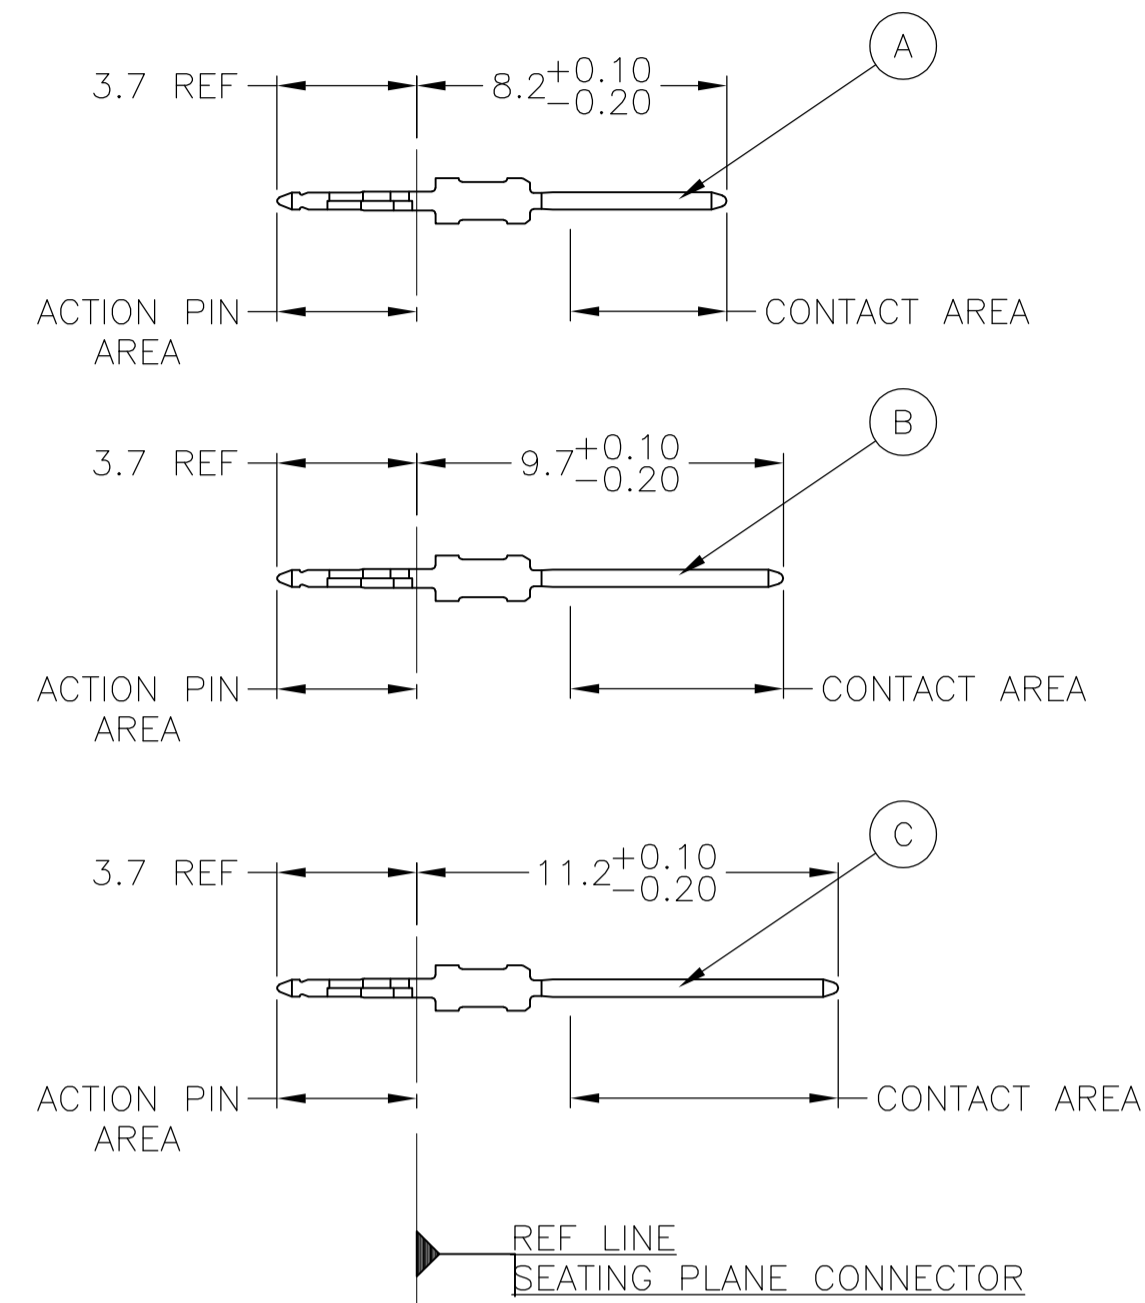 A
3.7 REF
8.2 +0.10 -0.20
ACTION PIN AREA
CONTACT AREA
B
3.7 REF
9.7 +0.10 -0.20
ACTION PIN AREA
CONTACT AREA
C
3.7 REF
11.2 +0.10 -0.20
ACTION PIN AREA
CONTACT AREA
REF LINE
SEATING PLANE CONNECTOR